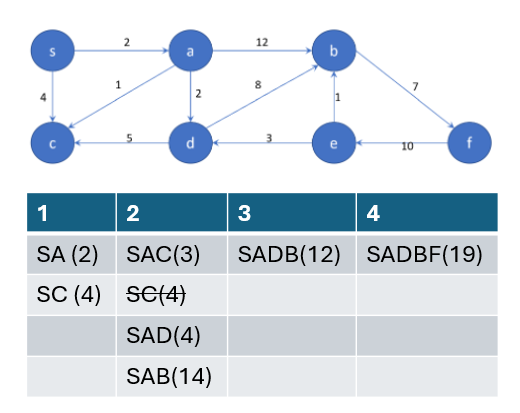 s 2 a 12 b
4 1 2 8 1 7
c 5 d 3 e 10 f
1 2 3 4
SA (2) SAC(3) SADB(12) SADBF(19)
SC (4) SC(4)
SAD(4)
SAB(14)